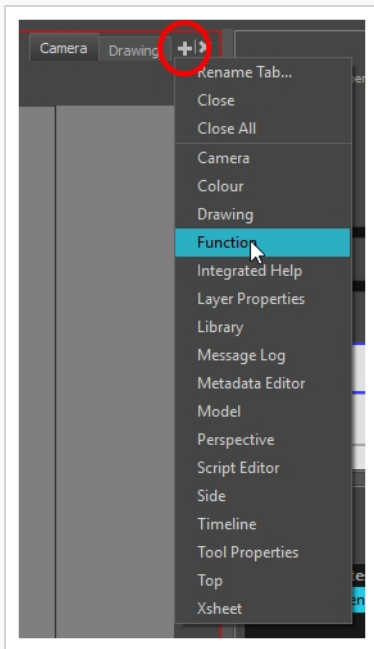 Camera
Drawing
Rename Tab...
Close
Close All
Camera
Colour
Drawing
Function
Integrated Help
Layer Properties
Library
Message Log
Metadata Editor
Model
Perspective
Script Editor
Side
Timeline
Tool Properties
Top
Xsheet